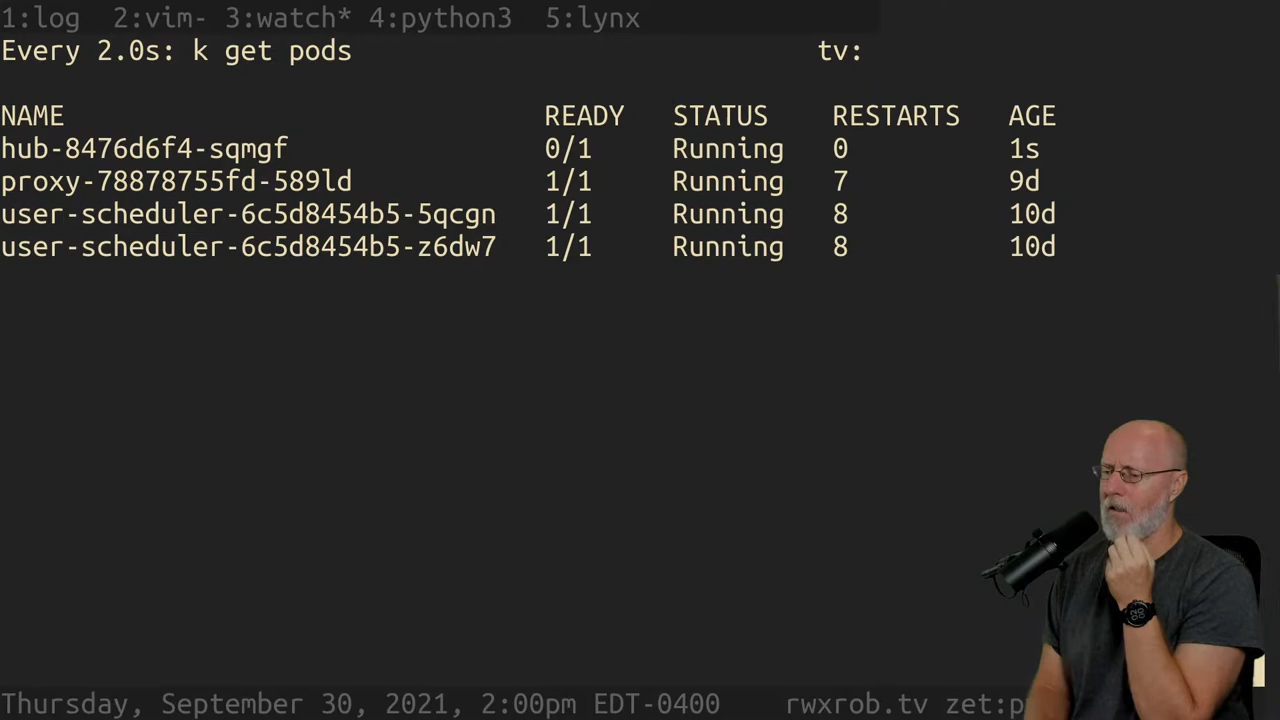 1:log 2:vim- 3:watch* 4:python3 5:lynx
Every 2.0s: k get pods tv:
NAME READY STATUS RESTARTS AGE
hub-8476d6f4-sqmgf 0/1 Running 0 1s
proxy-78878755fd-589ld 1/1 Running 7 9d
user-scheduler-6c5d8454b5-5qcgn 1/1 Running 8 10d
user-scheduler-6c5d8454b5-z6dw7 1/1 Running 8 10d
Thursday, September 30, 2021, 2:00pm EDT-0400 rwxrob.tv zet:p